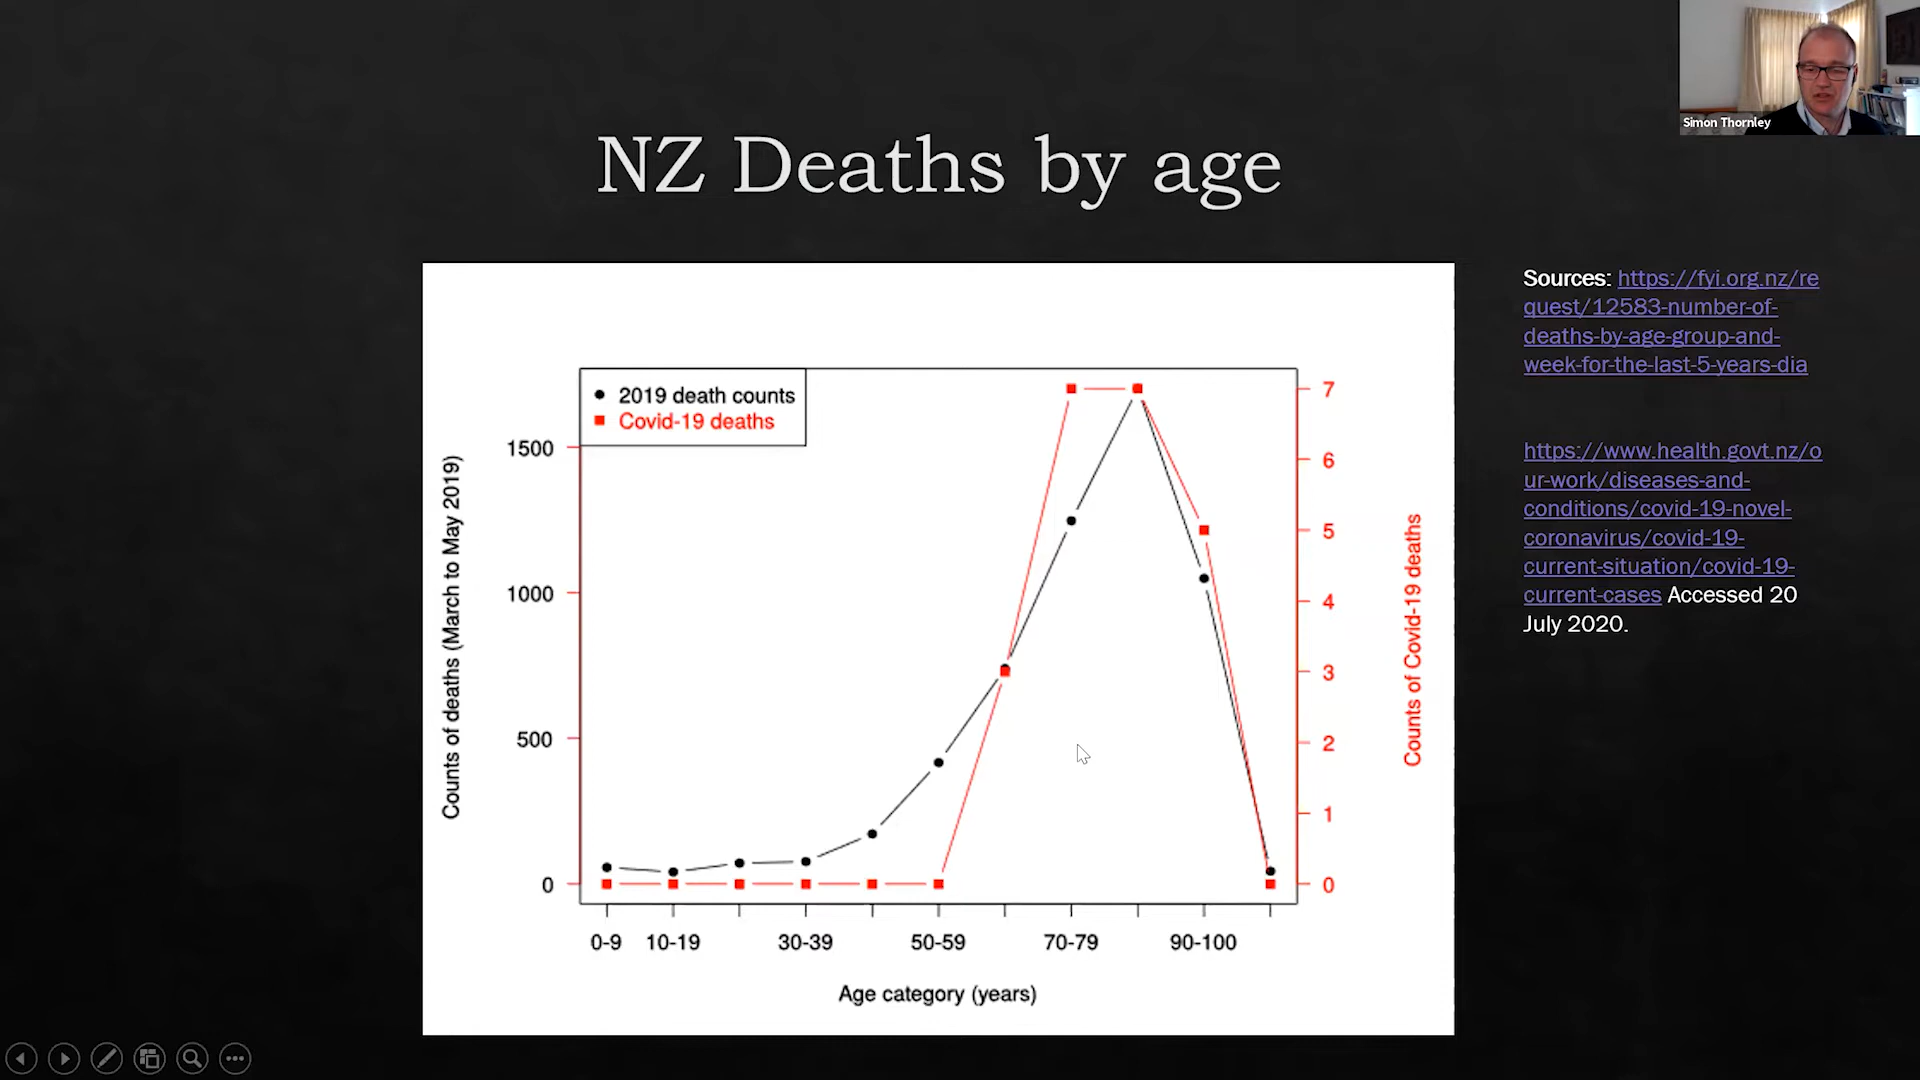 Simon Thornley
NZ Deaths by age
Sources: https://fyi.org.nz/re
quest/12583-number-of-
deaths-by-age-group-and-
week-for-the-last-5-years-dia
https://www.health.govt.nz/o
ur-work/diseases-and-
conditions/covid-19-novel-
coronavirus/covid-19-
current-situation/covid-19-
current-cases Accessed 20
July 2020.
2019 death counts
Covid-19 deaths
Counts of deaths (March to May 2019)
1500
1000
500
0
7
6
5
4
3
2
1
0
Counts of Covid-19 deaths
0-9 10-19 30-39 50-59 70-79 90-100
Age category (years)